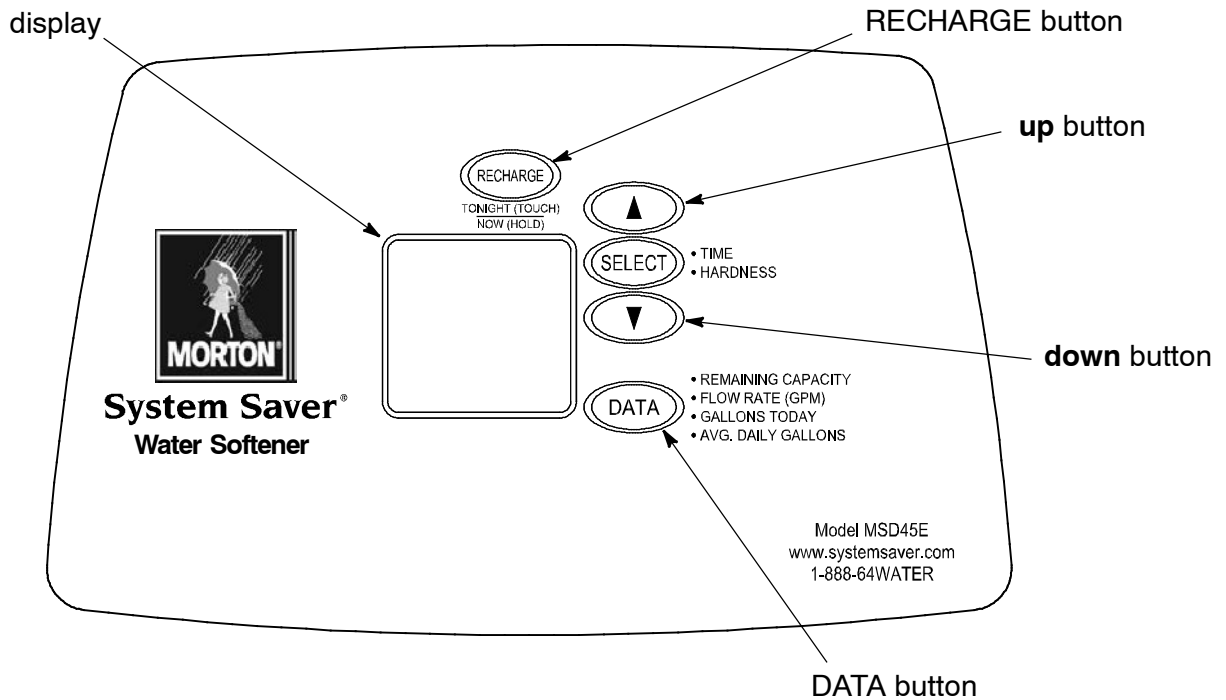 display
RECHARGE button
up button
RECHARGE
TONIGHT (TOUCH)
NOW (HOLD)
▲
SELECT
• TIME
• HARDNESS
▼
down button
MORTON®
System Saver®
Water Softener
DATA
• REMAINING CAPACITY
• FLOW RATE (GPM)
• GALLONS TODAY
• AVG. DAILY GALLONS
Model MSD45E
www.systemsaver.com
1-888-64WATER
DATA button